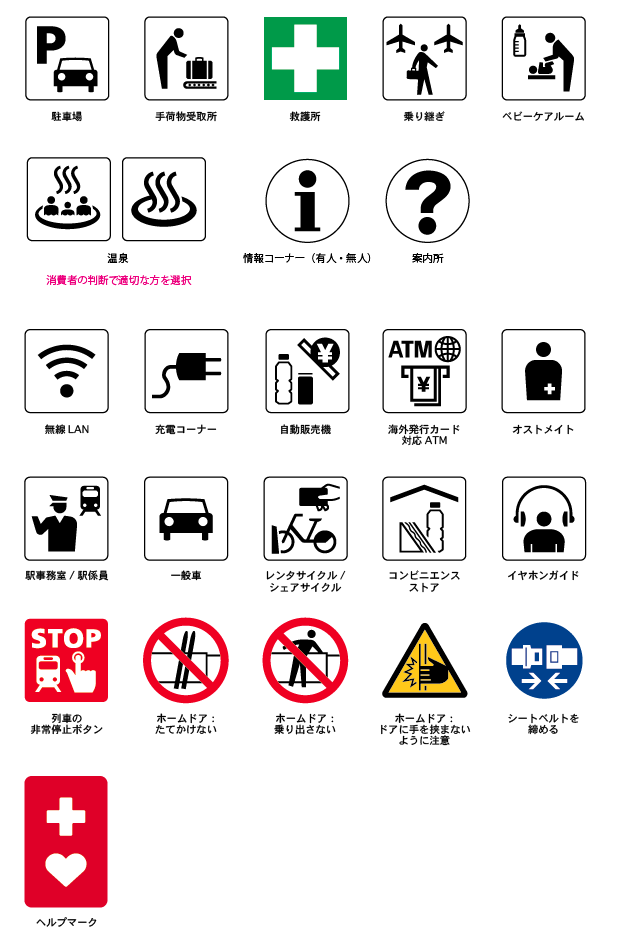 P
駐車場
手荷物受取所
救護所
乗り継ぎ
ベビーケアルーム
i
?
温泉
情報コーナー（有人・無人）
案内所
消費者の判断で適切な方を選択
¥
ATM
¥
無線 LAN
充電コーナー
自動販売機
海外発行カード
対応 ATM
オストメイト
駅事務室 / 駅係員
一般車
レンタサイクル /
シェアサイクル
コンビニエンス
ストア
イヤホンガイド
STOP
列車の
非常停止ボタン
ホームドア：
たてかけない
ホームドア：
乗り出さない
ホームドア：
ドアに手を挟まない
ように注意
シートベルトを
締める
ヘルプマーク